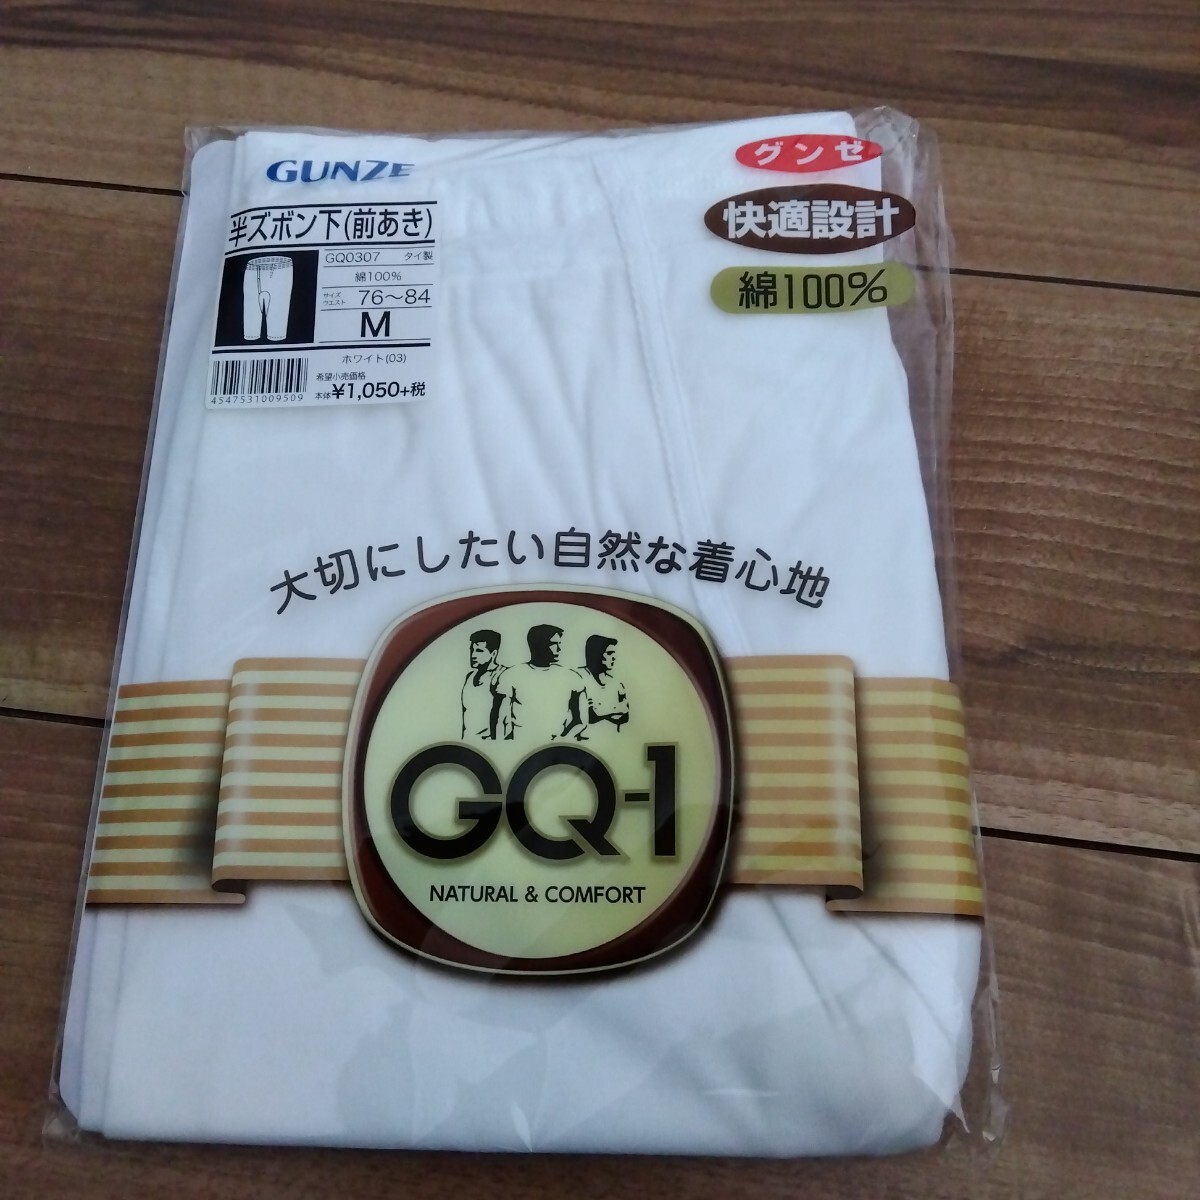 GUNZE
半ズボン下(前あき)
GQ0307 タイ製
綿100%
サイズ
ウエスト 76～84
M
ホワイト(03)
希望小売価格
本体¥1,050+税
4547531009509
グンゼ
快適設計
綿100%
大切にしたい自然な着心地
GQ-1
NATURAL & COMFORT